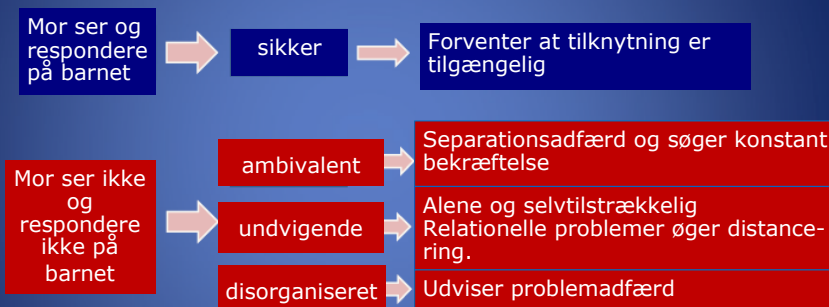 Mor ser og
respondere
på barnet
sikker
Forventer at tilknytning er
tilgængelig
Mor ser ikke
og
respondere
ikke på
barnet
ambivalent
Separationsadfærd og søger konstant
bekræftelse
undvigende
Alene og selvtilstrækkelig
Relationelle problemer øger distance-
ring.
disorganiseret
Udviser problemadfærd